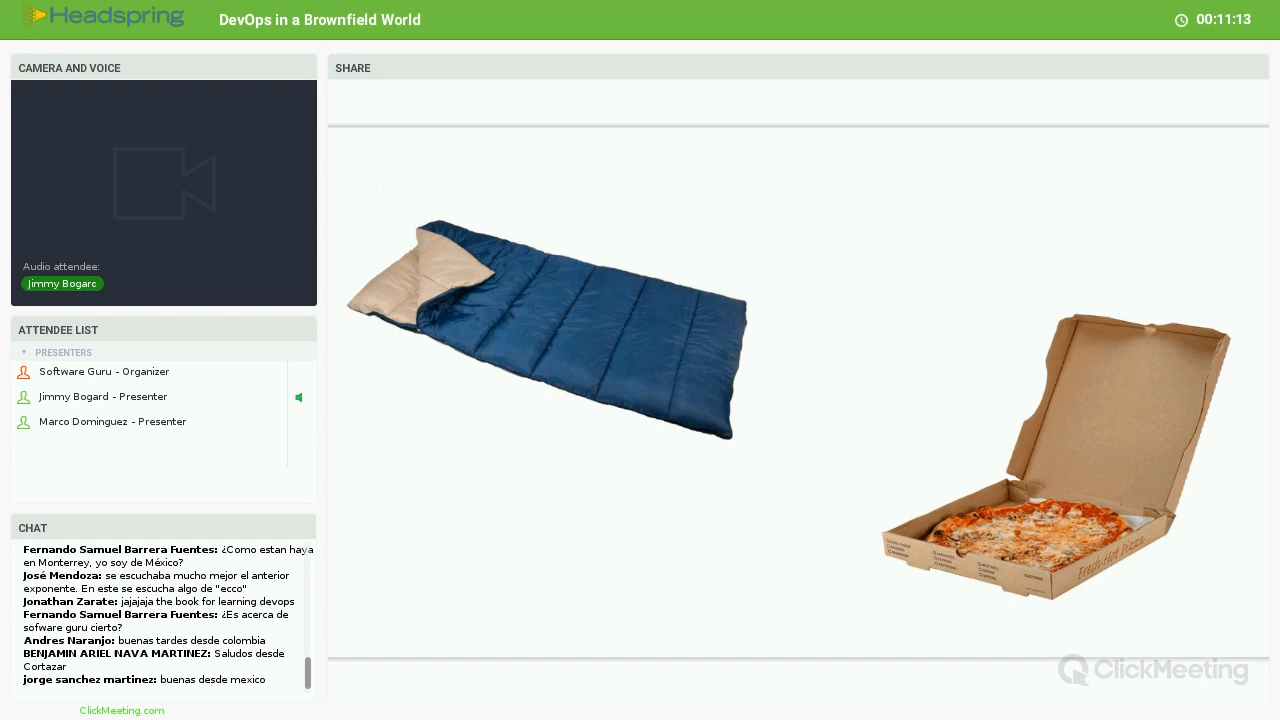 Headspring
DevOps in a Brownfield World
00:11:13
CAMERA AND VOICE
Audio attendee:
Jimmy Bogarc
ATTENDEE LIST
PRESENTERS
Software Guru - Organizer
Jimmy Bogard - Presenter
Marco Dominguez - Presenter
CHAT
Fernando Samuel Barrera Fuentes: ¿Como estan haya
en Monterrey, yo soy de México?
José Mendoza: se escuchaba mucho mejor el anterior
exponente. En este se escucha algo de "ecco"
Jonathan Zarate: jajajaja the book for learning devops
Fernando Samuel Barrera Fuentes: ¿Es acerca de
sofware guru cierto?
Andres Naranjo: buenas tardes desde colombia
BENJAMIN ARIEL NAVA MARTINEZ: Saludos desde
Cortazar
jorge sanchez martinez: buenas desde mexico
ClickMeeting.com
SHARE
Fresh Hot Pizza
ClickMeeting